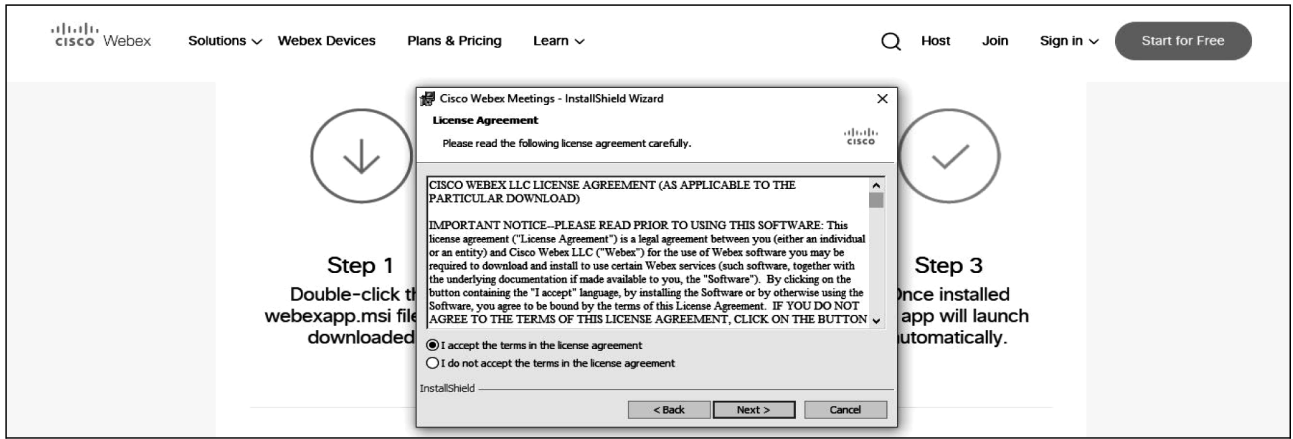 CISCO Webex
Solutions Webex Devices Plans & Pricing Learn Host Join Sign in Start for Free
Cisco Webex Meetings - InstallShield Wizard
License Agreement
Please read the following license agreement carefully.
CISCO
CISCO WEBEX LLC LICENSE AGREEMENT (AS APPLICABLE TO THE
PARTICULAR DOWNLOAD)
IMPORTANT NOTICE--PLEASE READ PRIOR TO USING THIS SOFTWARE: This
license agreement ("License Agreement") is a legal agreement between you (either an individual
or an entity) and Cisco Webex LLC ("Webex") for the use of Webex software you may be
required to download and install to use certain Webex services (such software, together with
the underlying documentation if made available to you, the "Software"). By clicking on the
button containing the "I accept" language, by installing the Software or by otherwise using the
Software, you agree to be bound by the terms of this License Agreement. IF YOU DO NOT
AGREE TO THE TERMS OF THIS LICENSE AGREEMENT, CLICK ON THE BUTTON
I accept the terms in the license agreement
I do not accept the terms in the license agreement
InstallShield
< Back Next > Cancel
Step 1
Double-click
webexapp.msi
downloaded
Step 3
installed
app will launch